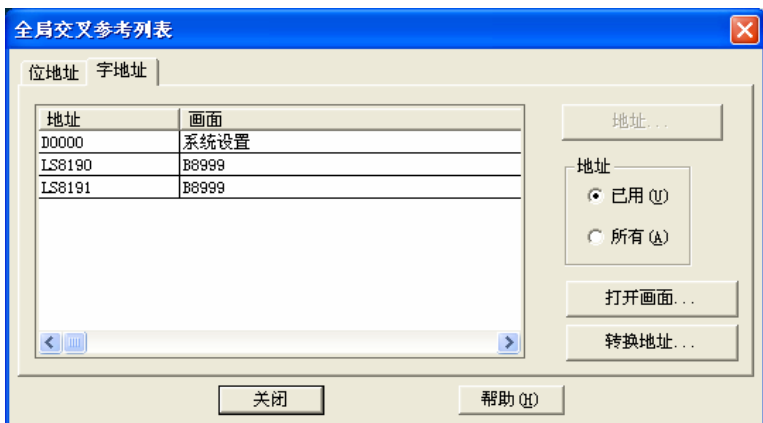 全局交叉参考列表
位地址 字地址
地址 画面
D0000 系统设置
LS8190 B8999
LS8191 B8999
地址...
地址
已用(U)
所有(A)
打开画面...
转换地址...
关闭 帮助(H)